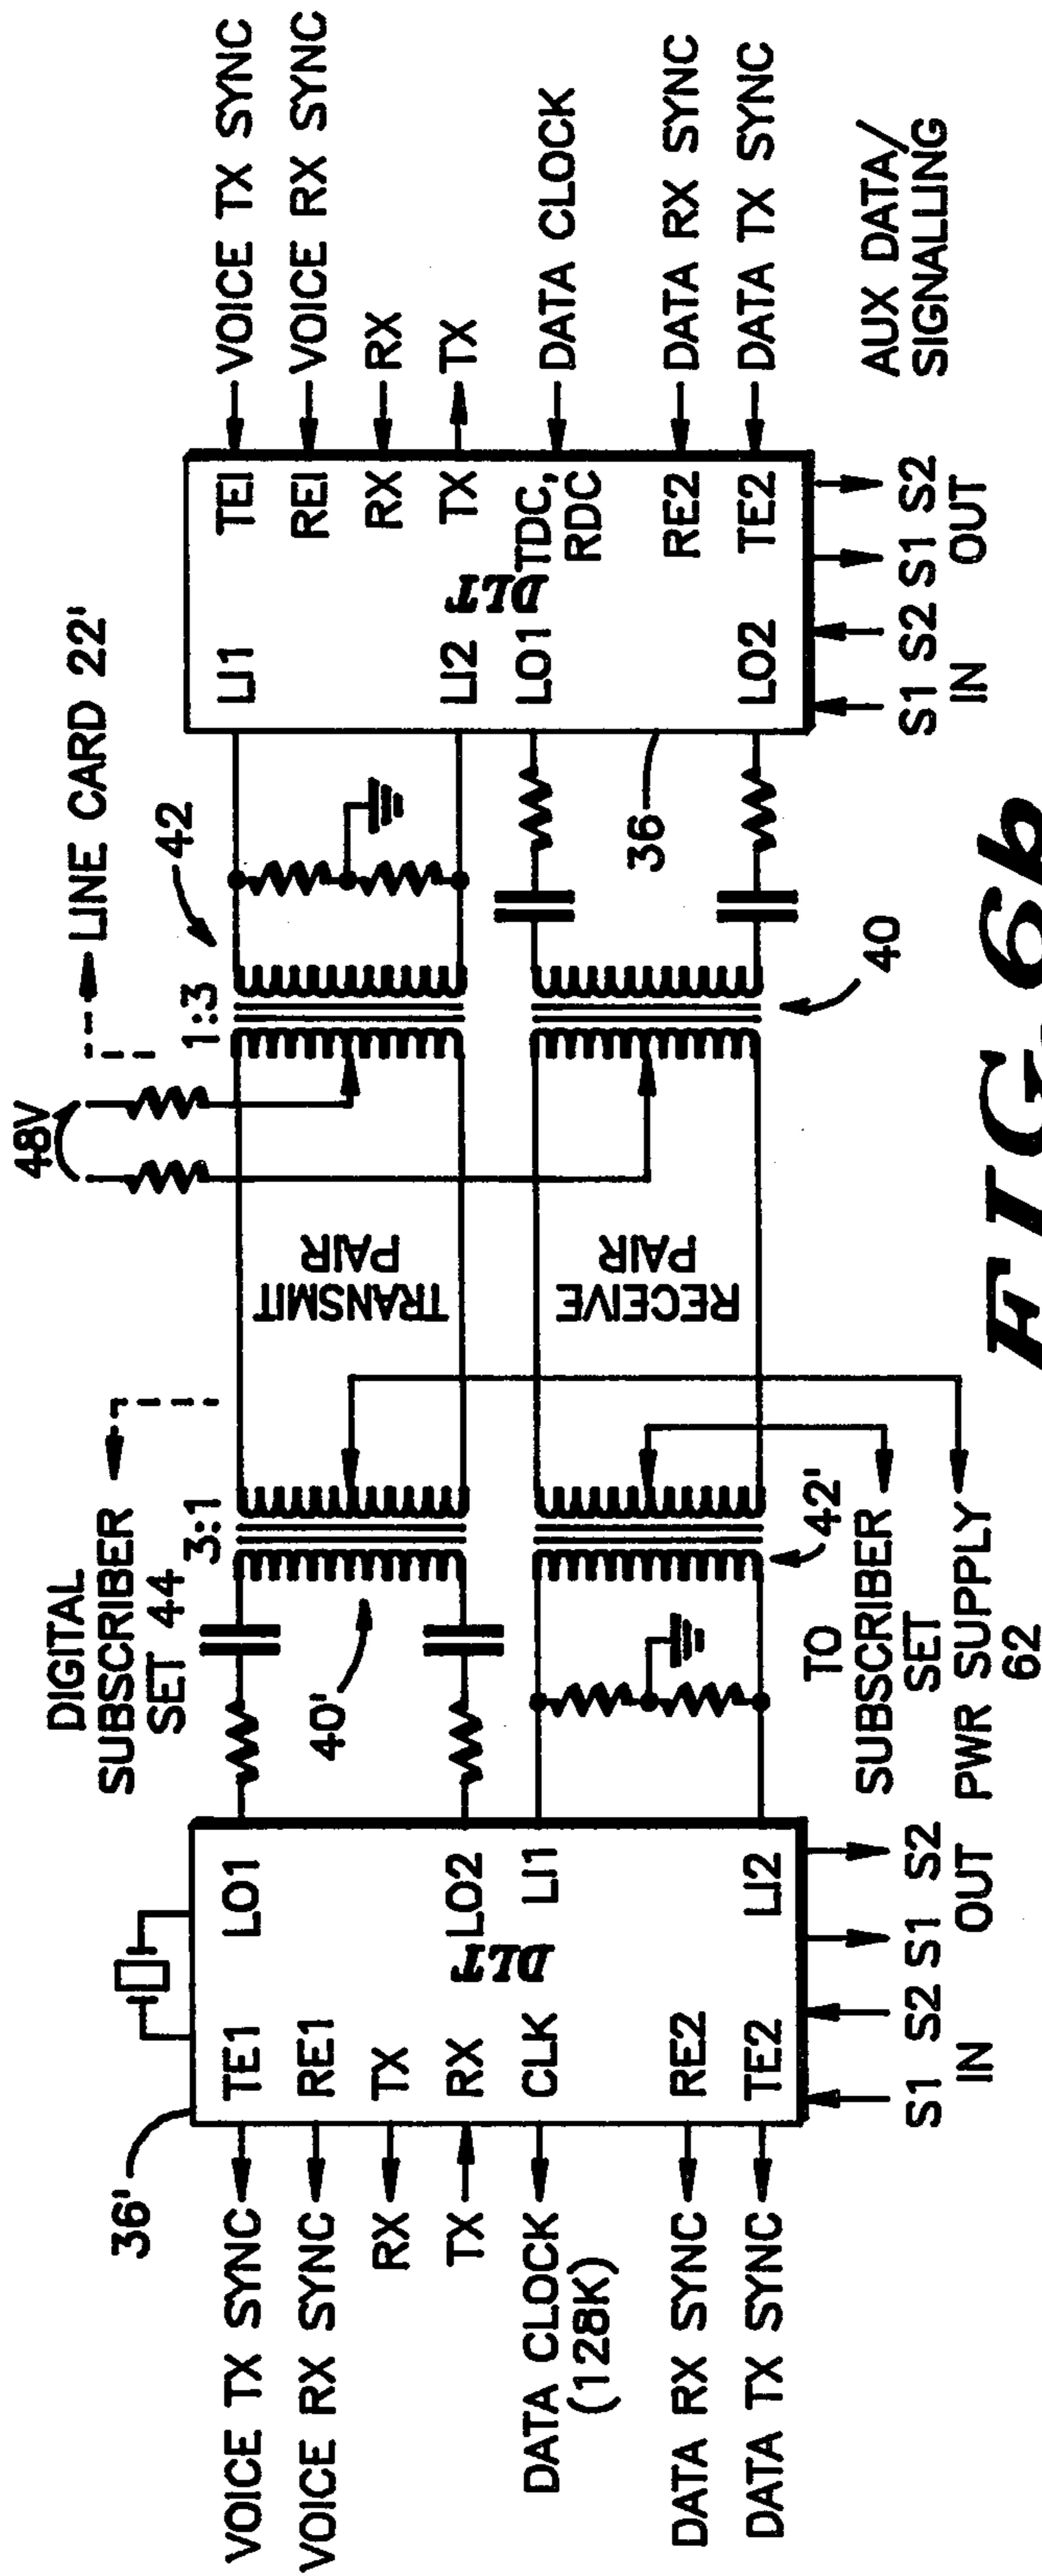 DIGITAL
SUBSCRIBER
SET 44
3:1
48V
1:3
LINE CARD 22'
42
36'
40'
VOICE TX SYNC
VOICE RX SYNC
RX
TX
DATA CLOCK
(128K)
DATA RX SYNC
DATA TX SYNC
TE1
RE1
TX
RX
CLK
RE2
TE2
DLT
LO1
LO2
LI1
LI2
S1 S2 S1 S2
IN OUT
TRANSMIT
PAIR
RECEIVE
PAIR
42'
TO
SUBSCRIBER
SET
PWR SUPPLY
62
LI1
LI2
LO1
LO2
DLT
TEI
REI
RX
TX
TDC,
RDC
RE2
TE2
36
40
VOICE TX SYNC
VOICE RX SYNC
RX
TX
DATA CLOCK
DATA RX SYNC
DATA TX SYNC
S1 S2 S1 S2
IN OUT
AUX DATA/
SIGNALLING
FIG. 6b